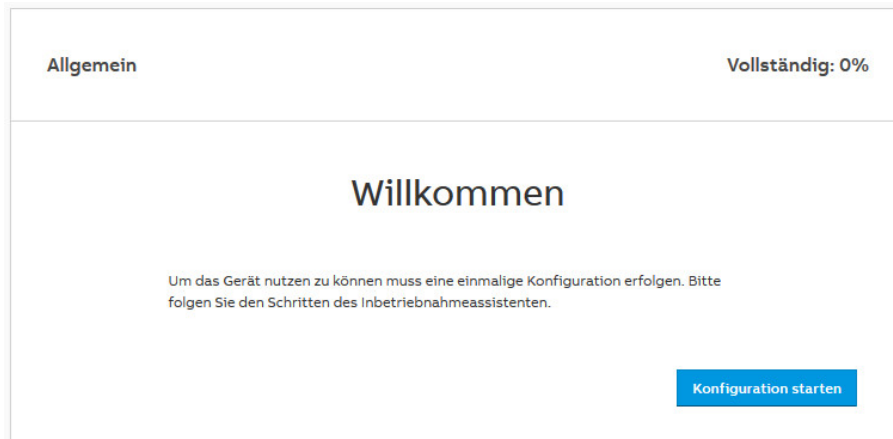 Allgemein
Vollständig: 0%
Willkommen
Um das Gerät nutzen zu können muss eine einmalige Konfiguration erfolgen. Bitte
folgen Sie den Schritten des Inbetriebnahmeassistenten.
Konfiguration starten